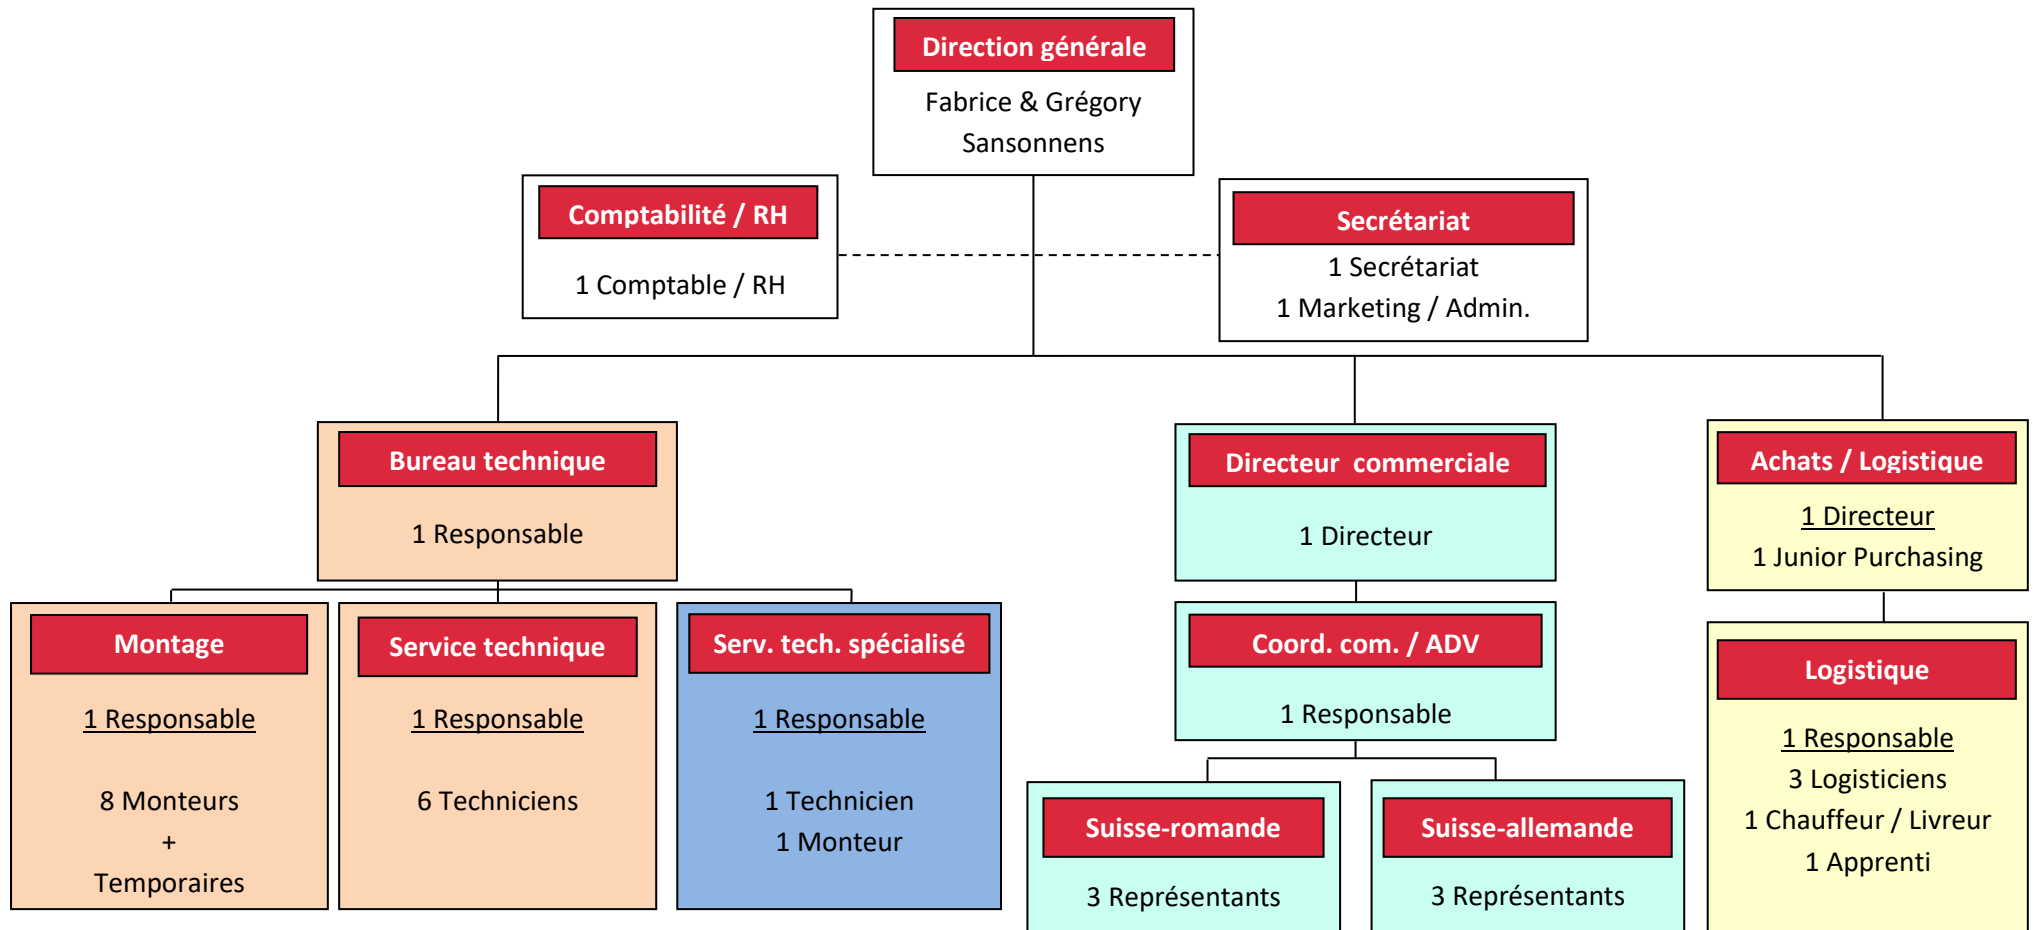 Direction générale
Fabrice & Grégory
Sansonnens
Comptabilité / RH
1 Comptable / RH
Secrétariat
1 Secrétariat
1 Marketing / Admin.
Bureau technique
1 Responsable
Directeur  commerciale
1 Directeur
Achats / Logistique
1 Directeur
1 Junior Purchasing
Montage
1 Responsable
8 Monteurs
+
Temporaires
Service technique
1 Responsable
6 Techniciens
Serv. tech. spécialisé
1 Responsable
1 Technicien
1 Monteur
Coord. com. / ADV
1 Responsable
Suisse-romande
3 Représentants
Suisse-allemande
3 Représentants
Logistique
1 Responsable
3 Logisticiens
1 Chauffeur / Livreur
1 Apprenti